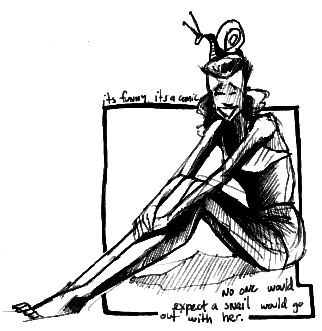 its funny. its a comic
No one would
expect a snail would go
out with her.